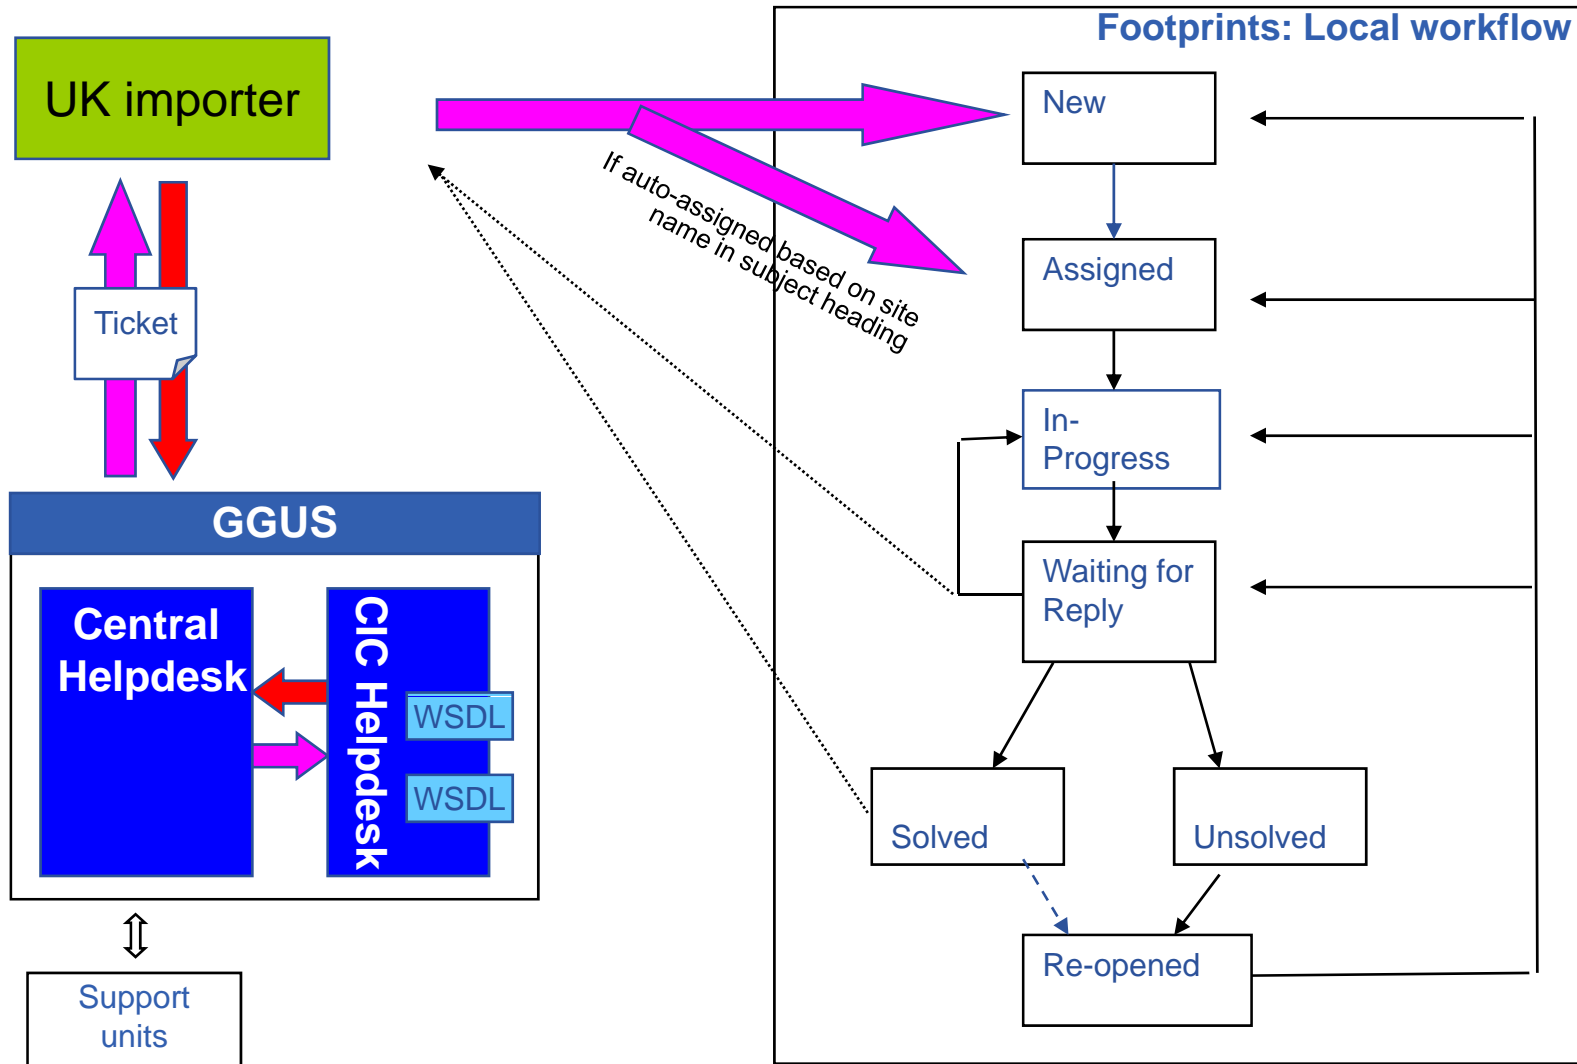 Footprints: Local workflow
UK importer
New
If auto-assigned based on site
name in subject heading
Assigned
Ticket
In-
Progress
GGUS
Waiting for
Reply
Central
Helpdesk
CIC Helpdesk
WSDL
WSDL
Solved
Unsolved
Re-opened
Support
units